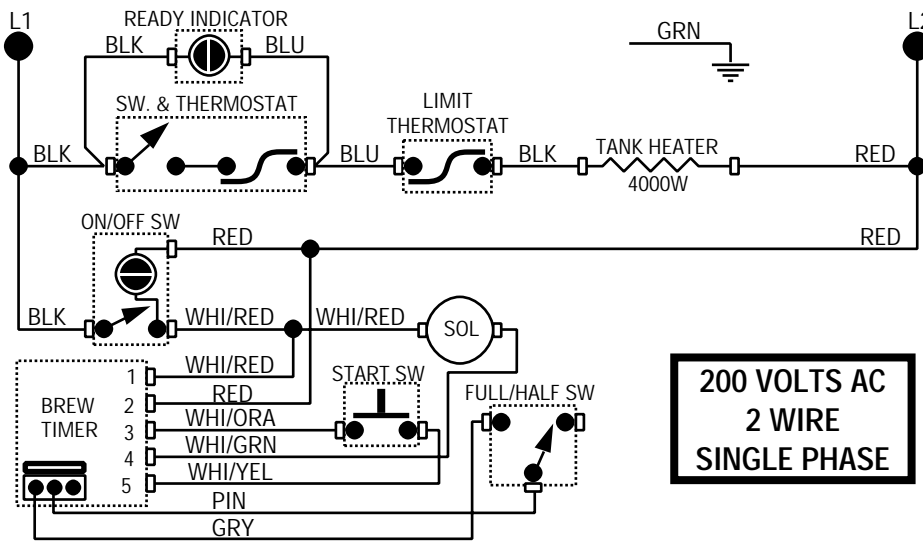 L1
READY INDICATOR
L2
BLK
BLU
GRN
SW. & THERMOSTAT
LIMIT
THERMOSTAT
BLK
BLU
BLK
TANK HEATER
4000W
RED
ON/OFF SW
RED
RED
BLK
WHI/RED
WHI/RED
SOL
BREW
TIMER
1
WHI/RED
2
RED
3
WHI/ORA
4
WHI/GRN
5
WHI/YEL
START SW
FULL/HALF SW
PIN
GRY
200 VOLTS AC
2 WIRE
SINGLE PHASE